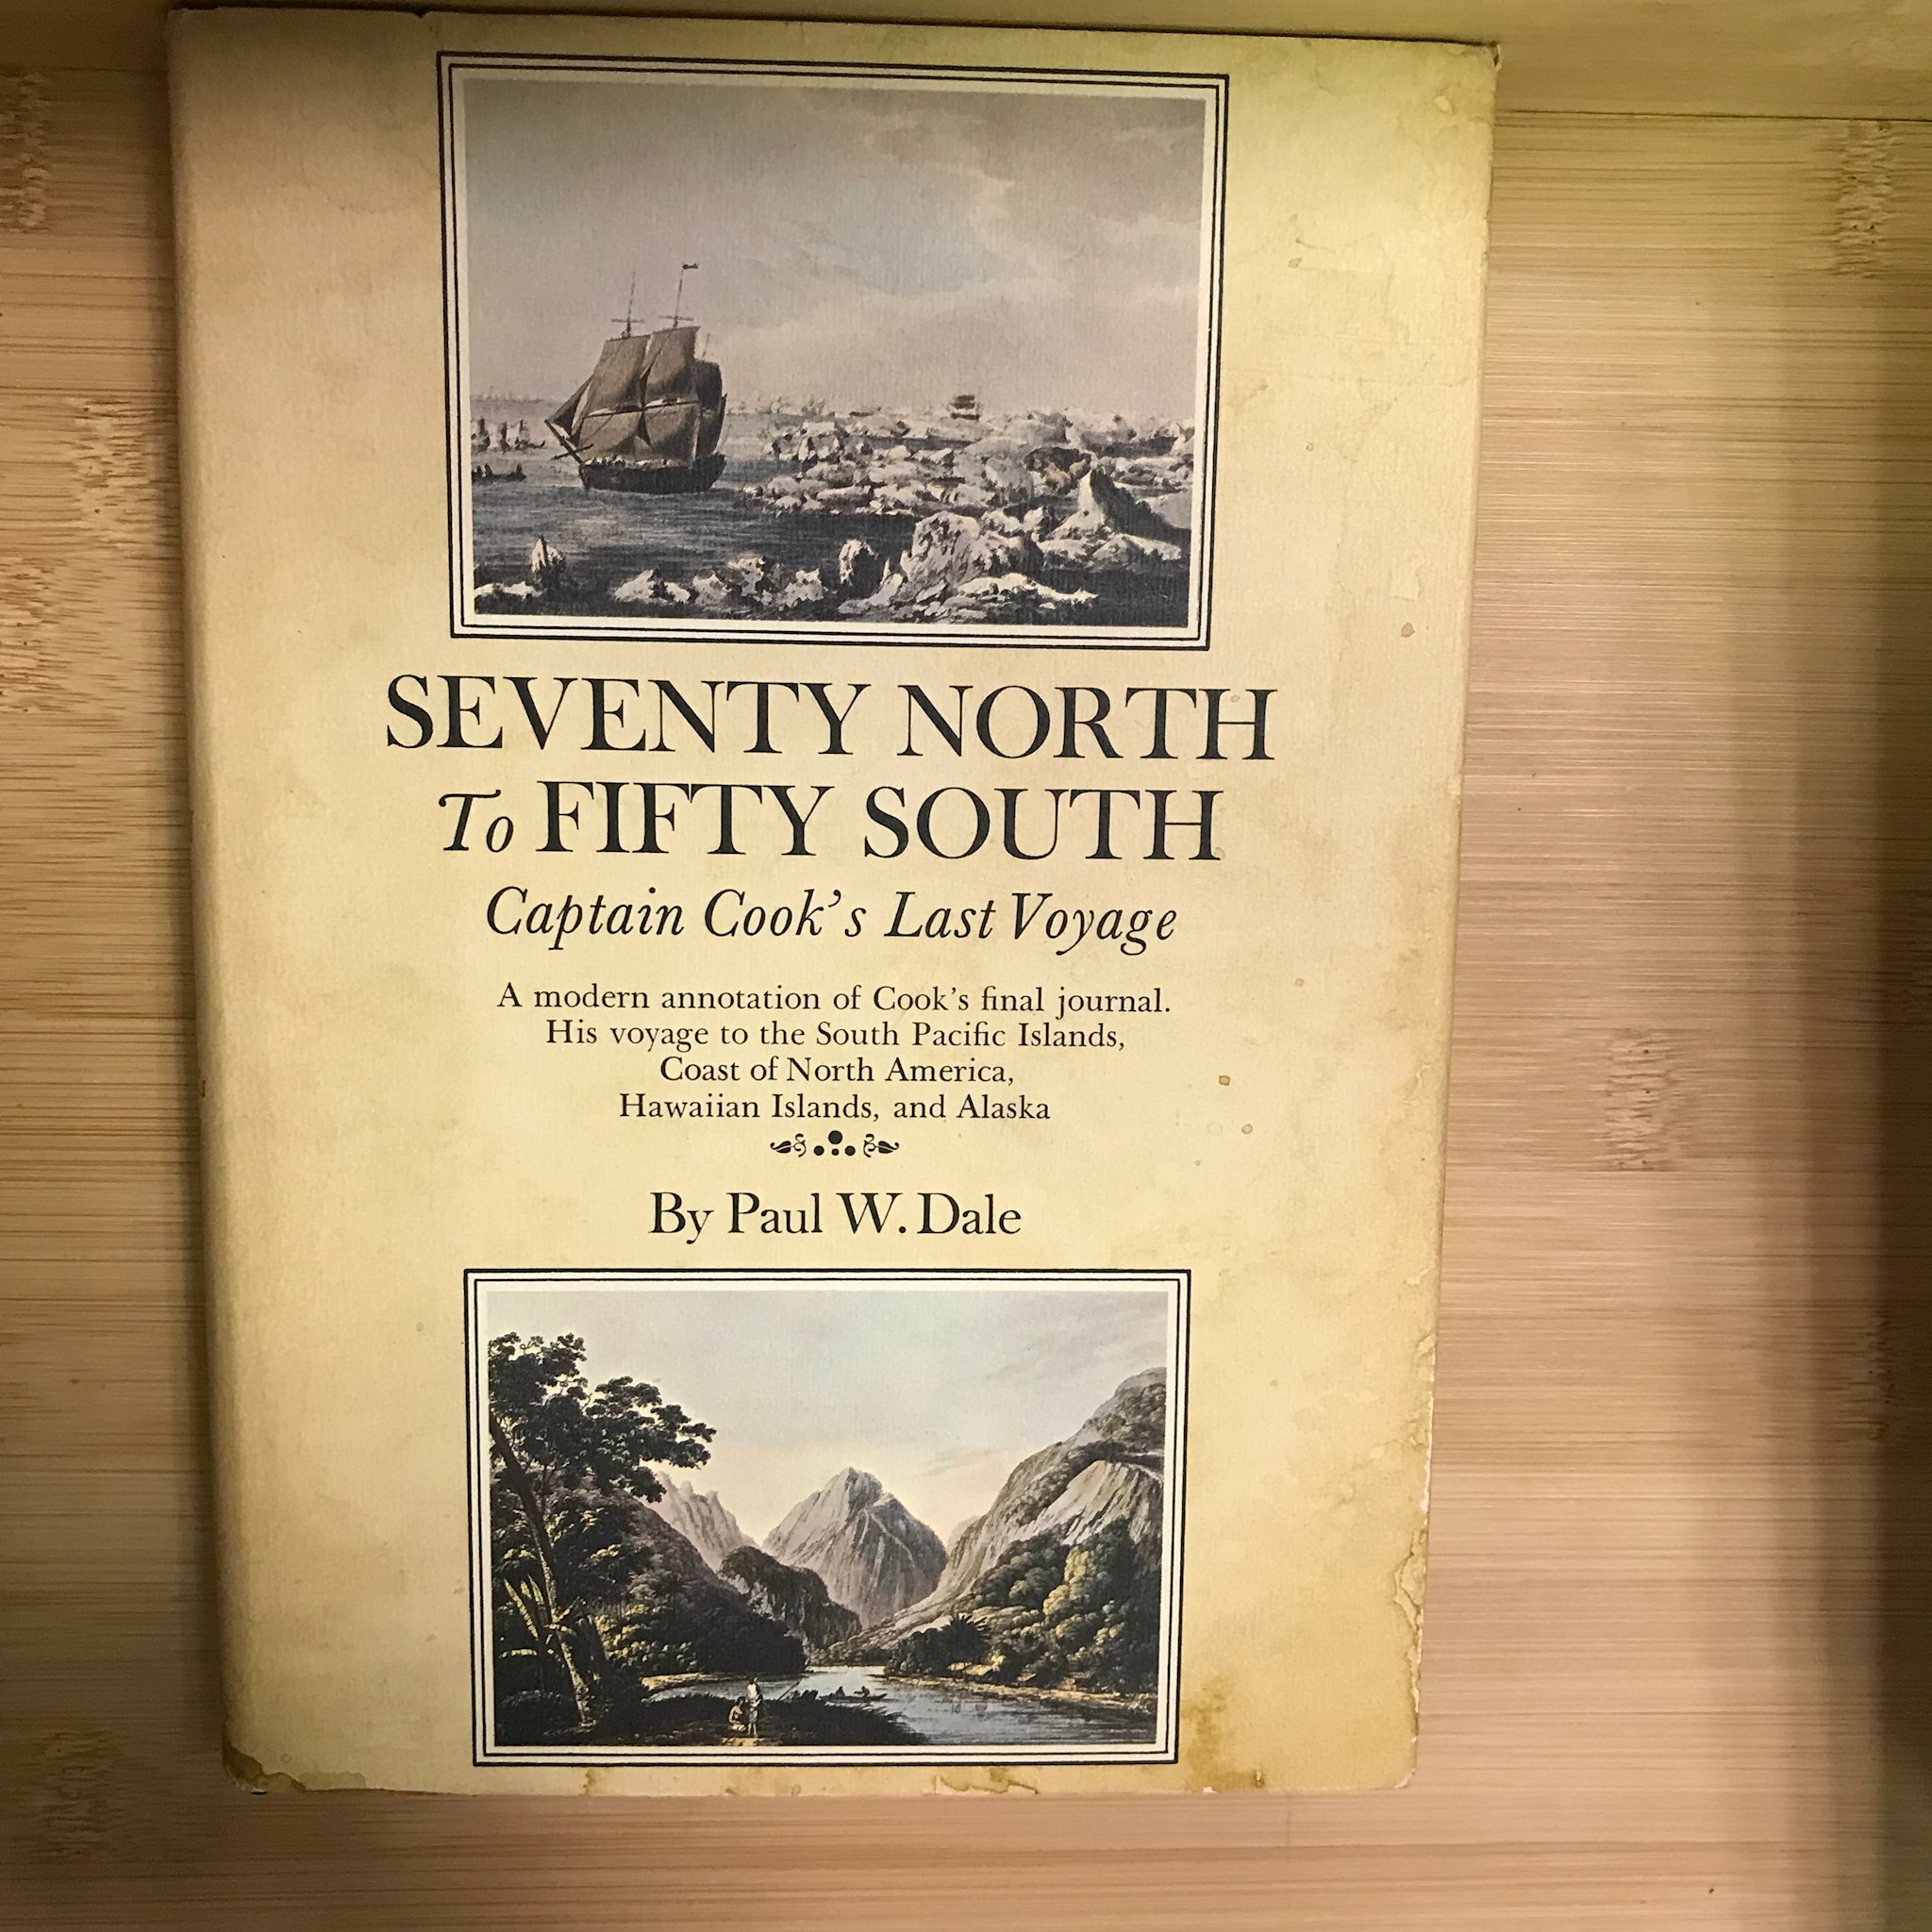 SEVENTY NORTH
To FIFTY SOUTH
Captain Cook's Last Voyage
A modern annotation of Cook's final journal.
His voyage to the South Pacific Islands,
Coast of North America,
Hawaiian Islands, and Alaska
By Paul W. Dale